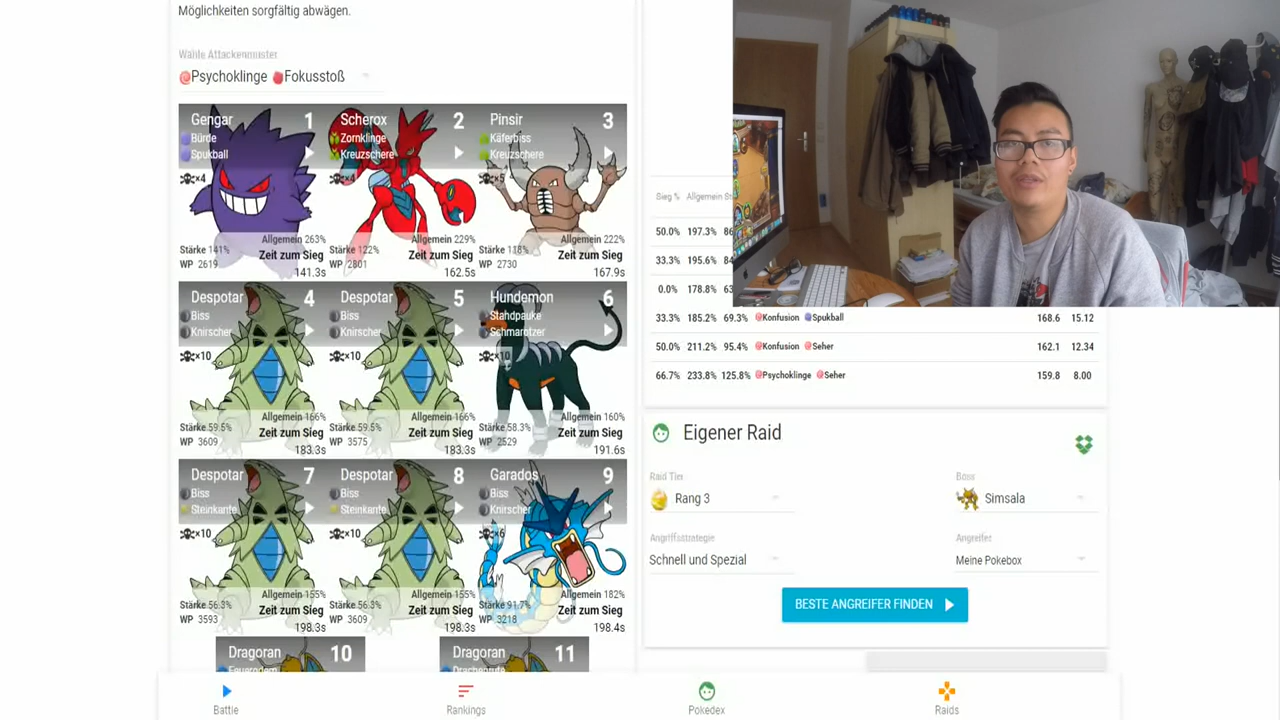 Möglichkeiten sorgfältig abwägen.
Wähle Attackenmuster
Psychoklinge Fokusstoß
Gengar 1
Bürde
Spukball
×4
Allgemein 263%
Stärke 141%
Zeit zum Sieg
WP 2619
141.3s
Scherox 2
Zornklinge
Kreuzschere
×4
Allgemein 229%
Stärke 122%
Zeit zum Sieg
WP 2801
162.5s
Pinsir 3
Käferbiss
Kreuzschere
×5
Allgemein 222%
Stärke 118%
Zeit zum Sieg
WP 2730
167.9s
Despotar 4
Biss
Knirscher
×10
Allgemein 166%
Stärke 59.5%
Zeit zum Sieg
WP 3609
183.3s
Despotar 5
Biss
Knirscher
×10
Allgemein 166%
Stärke 59.5%
Zeit zum Sieg
WP 3575
183.3s
Hundemon 6
Standpauke
Schmarotzer
×10
Allgemein 160%
Stärke 58.3%
Zeit zum Sieg
WP 2529
191.6s
Despotar 7
Biss
Steinkante
×10
Allgemein 155%
Stärke 56.3%
Zeit zum Sieg
WP 3593
198.3s
Despotar 8
Biss
Steinkante
×10
Allgemein 155%
Stärke 56.3%
Zeit zum Sieg
WP 3609
198.3s
Garados 9
Biss
Knirscher
×6
Allgemein 182%
Stärke 91.7%
Zeit zum Sieg
WP 3218
198.4s
Dragoran 10
Dragoran 11
Sieg % Allgemein
50.0% 197.3%
33.3% 195.6%
0.0% 178.8%
33.3% 185.2% 69.3% Konfusion Spukball 168.6 15.12
50.0% 211.2% 95.4% Konfusion Seher 162.1 12.34
66.7% 233.8% 125.8% Psychoklinge Seher 159.8 8.00
Eigener Raid
Raid Tier
Rang 3
Boss
Simsala
Angriffsstrategie
Schnell und Spezial
Angreifer
Meine Pokebox
BESTE ANGREIFER FINDEN
Battle
Rankings
Pokedex
Raids